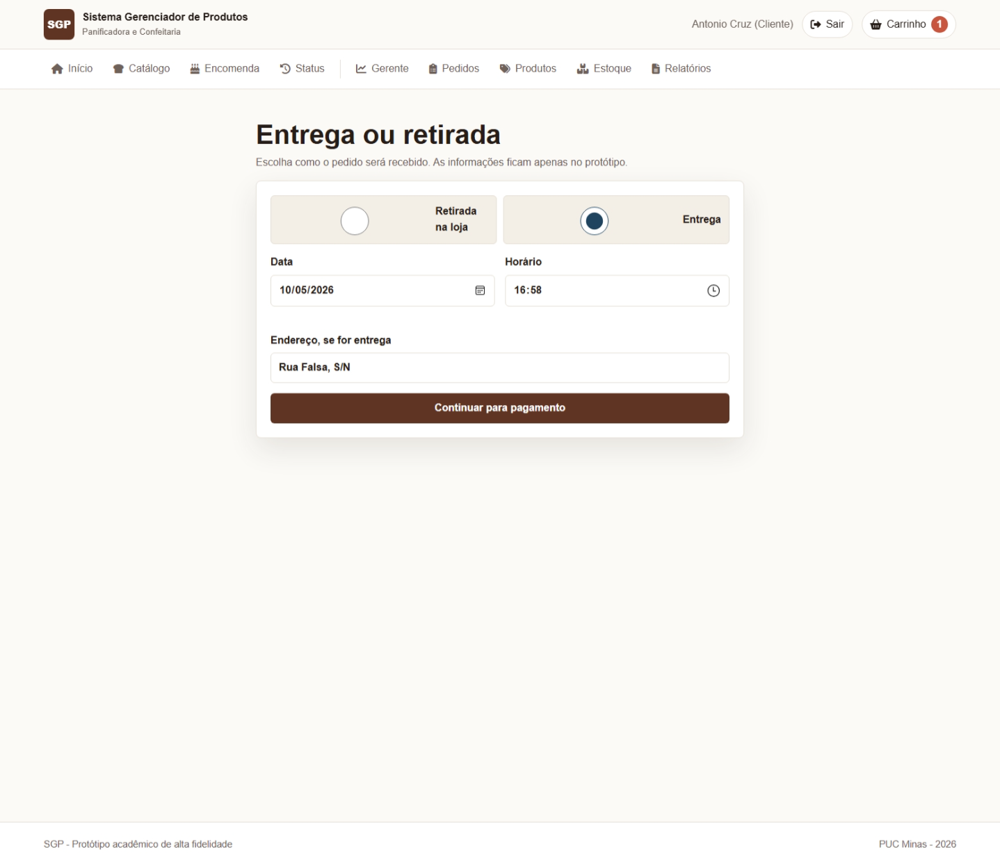 SGP
Sistema Gerenciador de Produtos
Panificadora e Confeitaria
Antonio Cruz (Cliente)
Sair
Carrinho 1
Início
Catálogo
Encomenda
Status
Gerente
Pedidos
Produtos
Estoque
Relatórios
Entrega ou retirada
Escolha como o pedido será recebido. As informações ficam apenas no protótipo.
Retirada
na loja
Entrega
Data
Horário
10/05/2026
16:58
Endereço, se for entrega
Rua Falsa, S/N
Continuar para pagamento
SGP - Protótipo acadêmico de alta fidelidade
PUC Minas - 2026